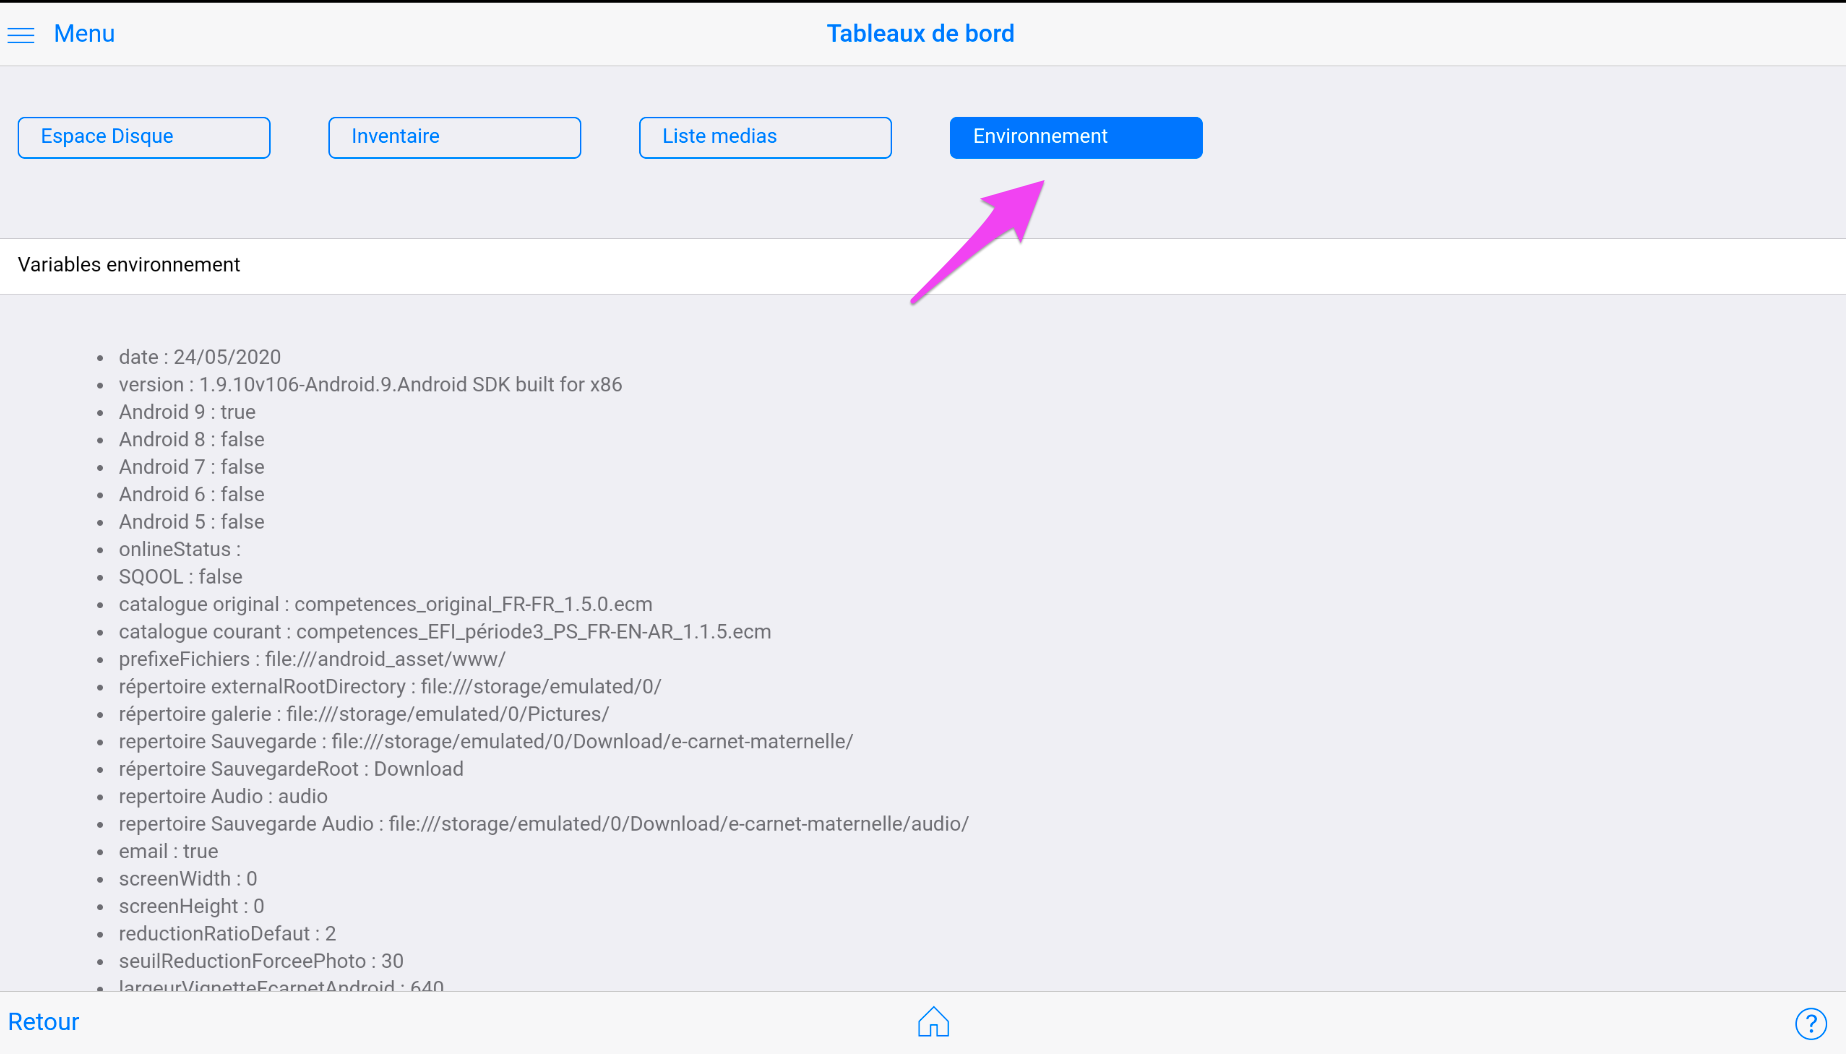 Menu
Tableaux de bord
Espace Disque
Inventaire
Liste medias
Environnement
Variables environnement
• date : 24/05/2020
• version : 1.9.10v106-Android.9.Android SDK built for x86
• Android 9 : true
• Android 8 : false
• Android 7 : false
• Android 6 : false
• Android 5 : false
• onlineStatus :
• SQOOL : false
• catalogue original : competences_original_FR-FR_1.5.0.ecm
• catalogue courant : competences_EFI_période3_PS_FR-EN-AR_1.1.5.ecm
• prefixeFichiers : file:///android_asset/www/
• répertoire externalRootDirectory : file:///storage/emulated/0/
• répertoire galerie : file:///storage/emulated/0/Pictures/
• repertoire Sauvegarde : file:///storage/emulated/0/Download/e-carnet-maternelle/
• répertoire SauvegardeRoot : Download
• repertoire Audio : audio
• repertoire Sauvegarde Audio : file:///storage/emulated/0/Download/e-carnet-maternelle/audio/
• email : true
• screenWidth : 0
• screenHeight : 0
• reductionRatioDefaut : 2
• seuilReductionForceePhoto : 30
• largeurVignetteEcarnetAndroid : 640
Retour
?